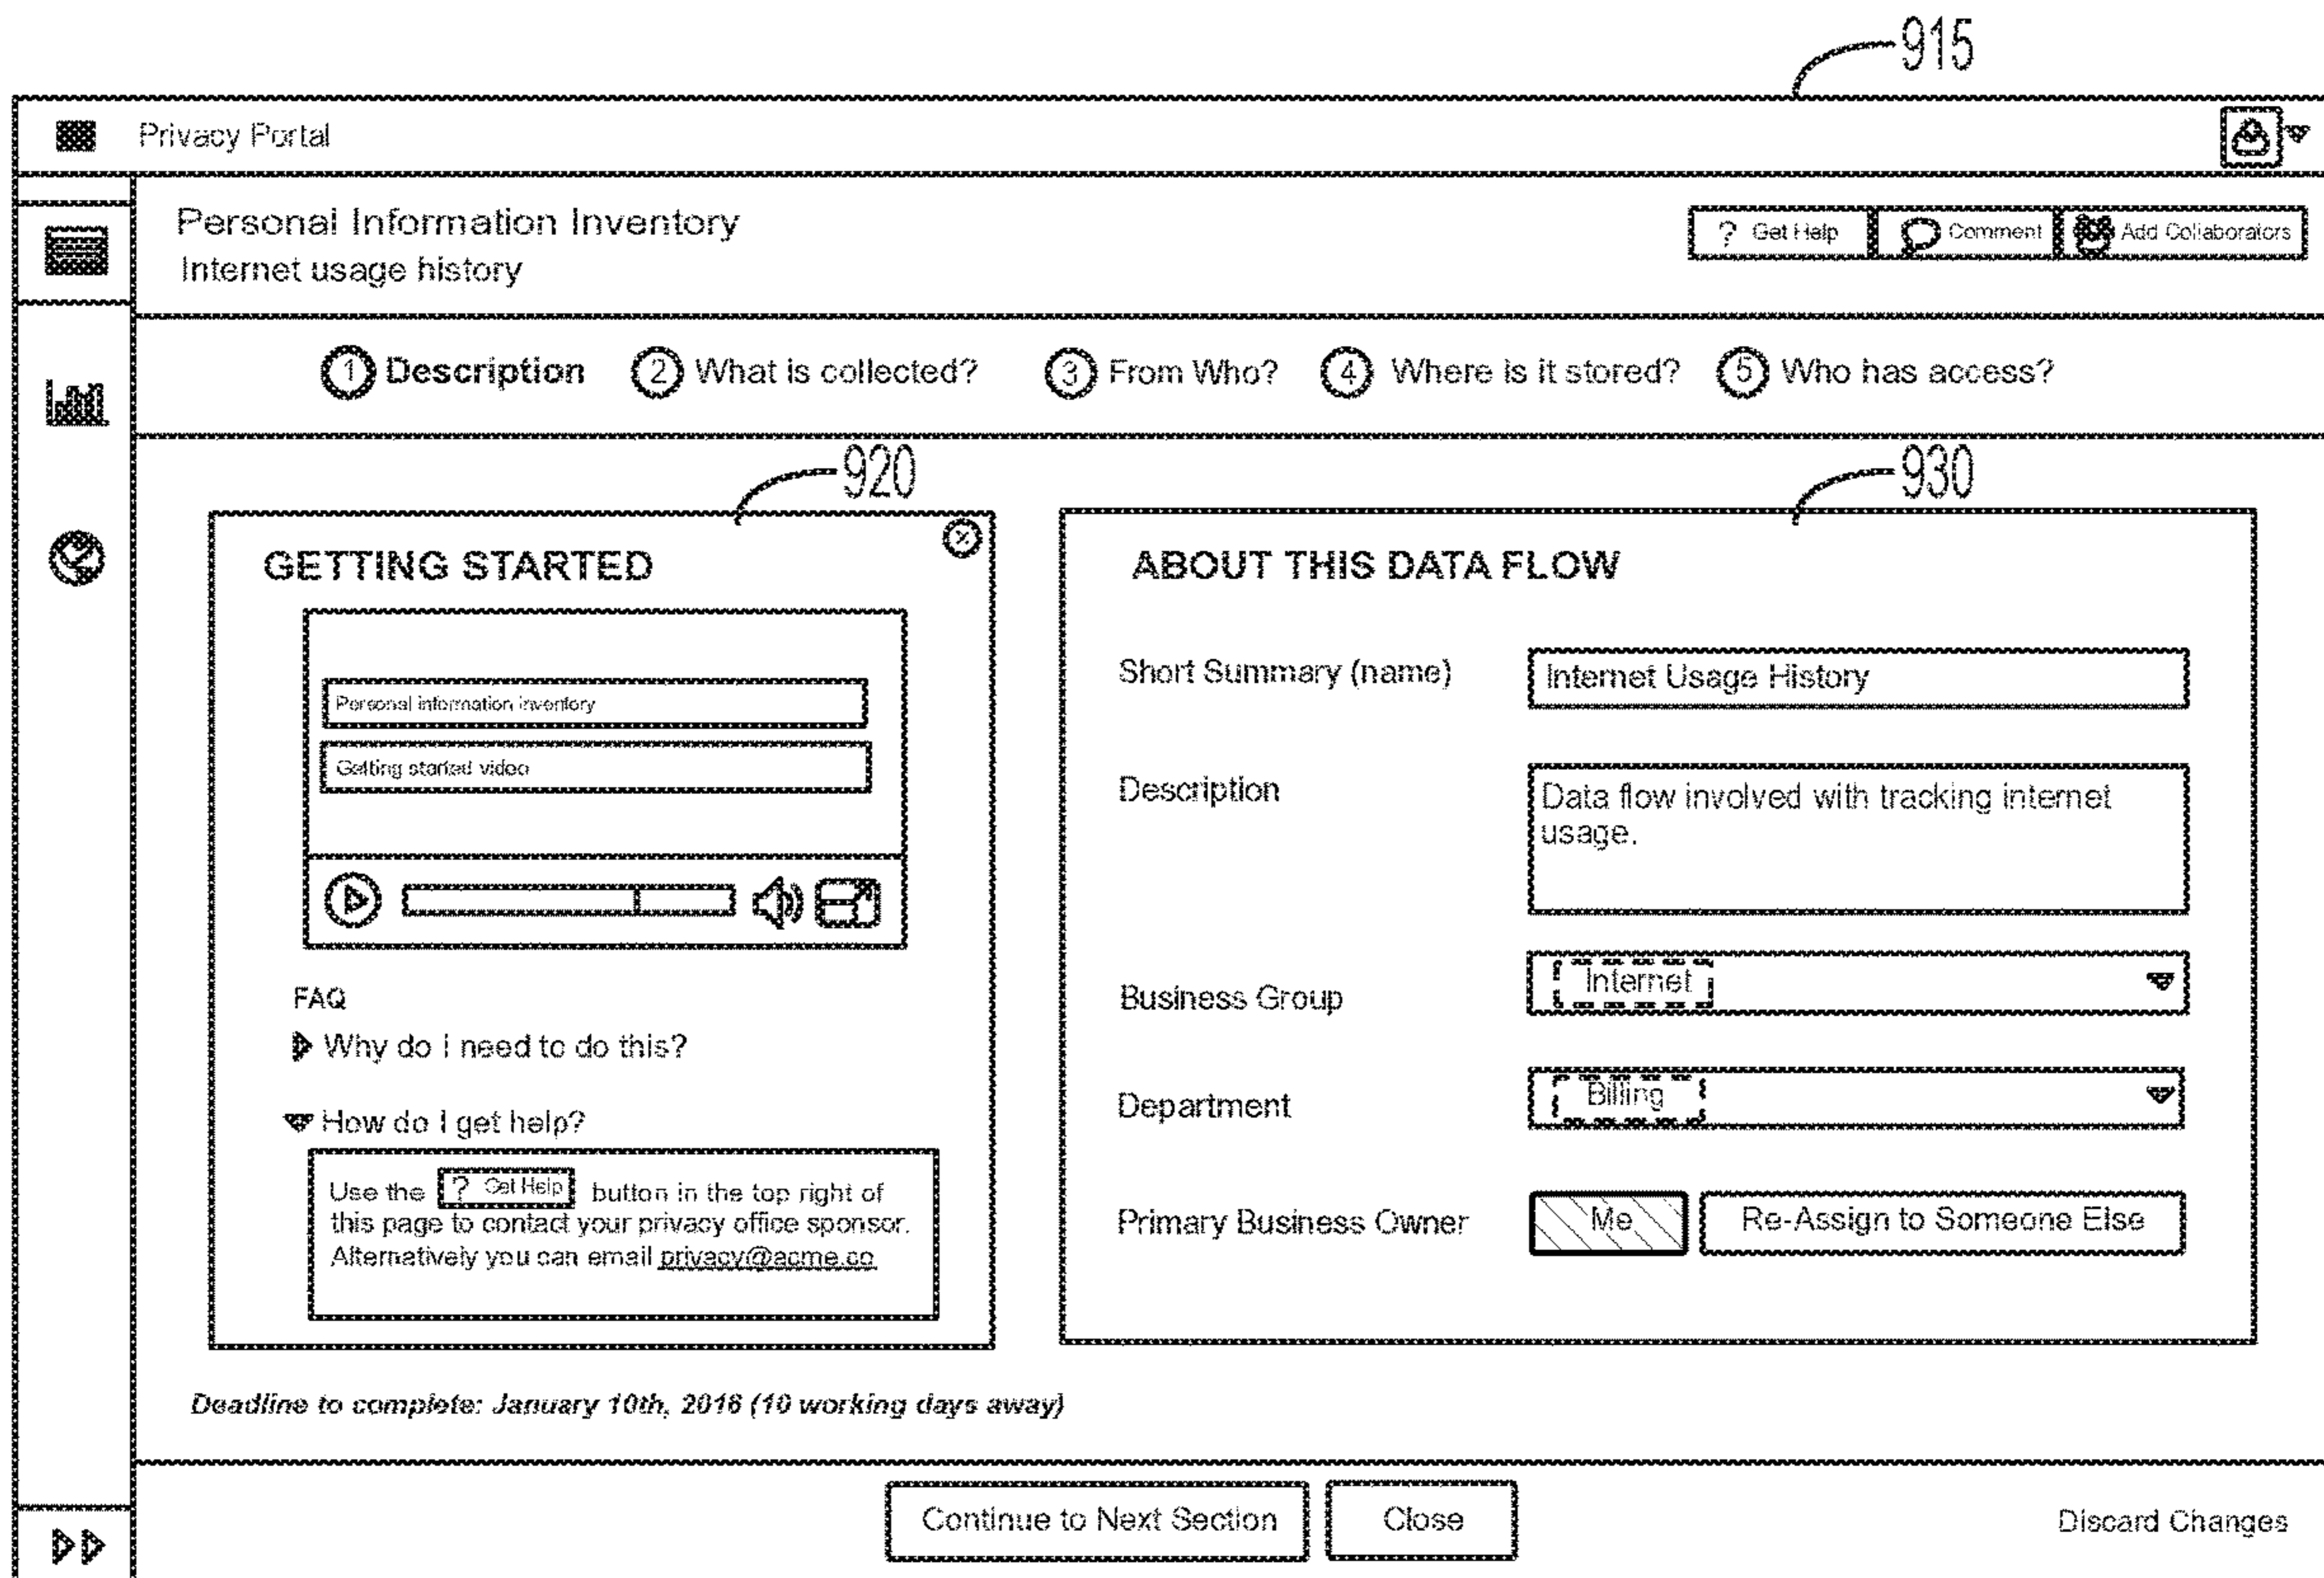 915
Privacy Portal
Personal Information Inventory
Internet usage history
? Get Help
Comment
Add Collaborators
1 Description
2 What is collected?
3 From Who?
4 Where is it stored?
5 Who has access?
920
930
GETTING STARTED
Personal information inventory
Getting started video
FAQ
Why do I need to do this?
How do I get help?
Use the ? Get Help button in the top right of
this page to contact your privacy office sponsor.
Alternatively you can email privacy@acme.co
ABOUT THIS DATA FLOW
Short Summary (name)
Internet Usage History
Description
Data flow involved with tracking internet
usage.
Business Group
Internet
Department
Billing
Primary Business Owner
Me
Re-Assign to Someone Else
Deadline to complete: January 10th, 2016 (10 working days away)
Continue to Next Section
Close
Discard Changes